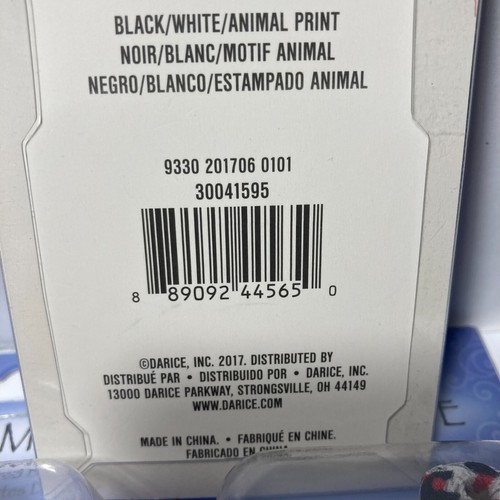 BLACK/WHITE/ANIMAL PRINT
NOIR/BLANC/MOTIF ANIMAL
NEGRO/BLANCO/ESTAMPADO ANIMAL
9330 201706 0101
30041595
8 89092 44565 0
©DARICE, INC. 2017. DISTRIBUTED BY
DISTRIBUÉ PAR • DISTRIBUIDO POR • DARICE, INC.
13000 DARICE PARKWAY, STRONGSVILLE, OH 44149
WWW.DARICE.COM
MADE IN CHINA. • FABRIQUÉ EN CHINE.
FABRICADO EN CHINA